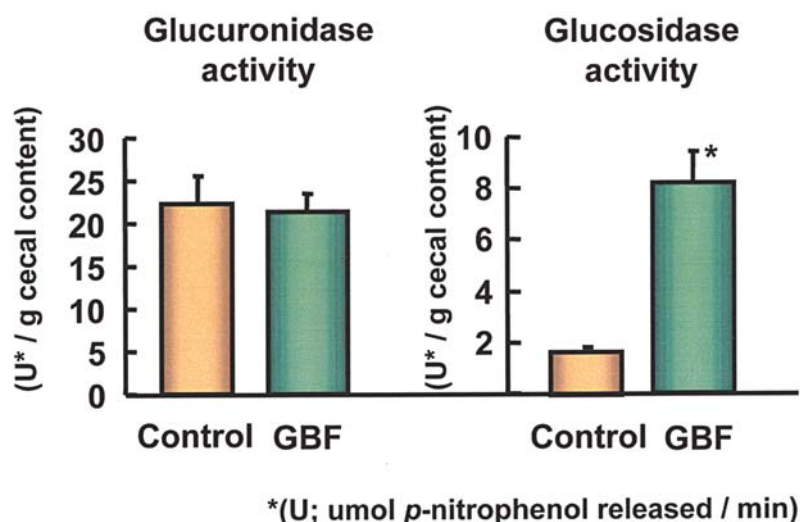 Glucuronidase
activity
(U* / g cecal content)
30
25
20
15
10
5
0
Control GBF
Glucosidase
activity
(U* / g cecal content)
10
8
6
4
2
*
Control GBF
*(U; umol p-nitrophenol released / min)